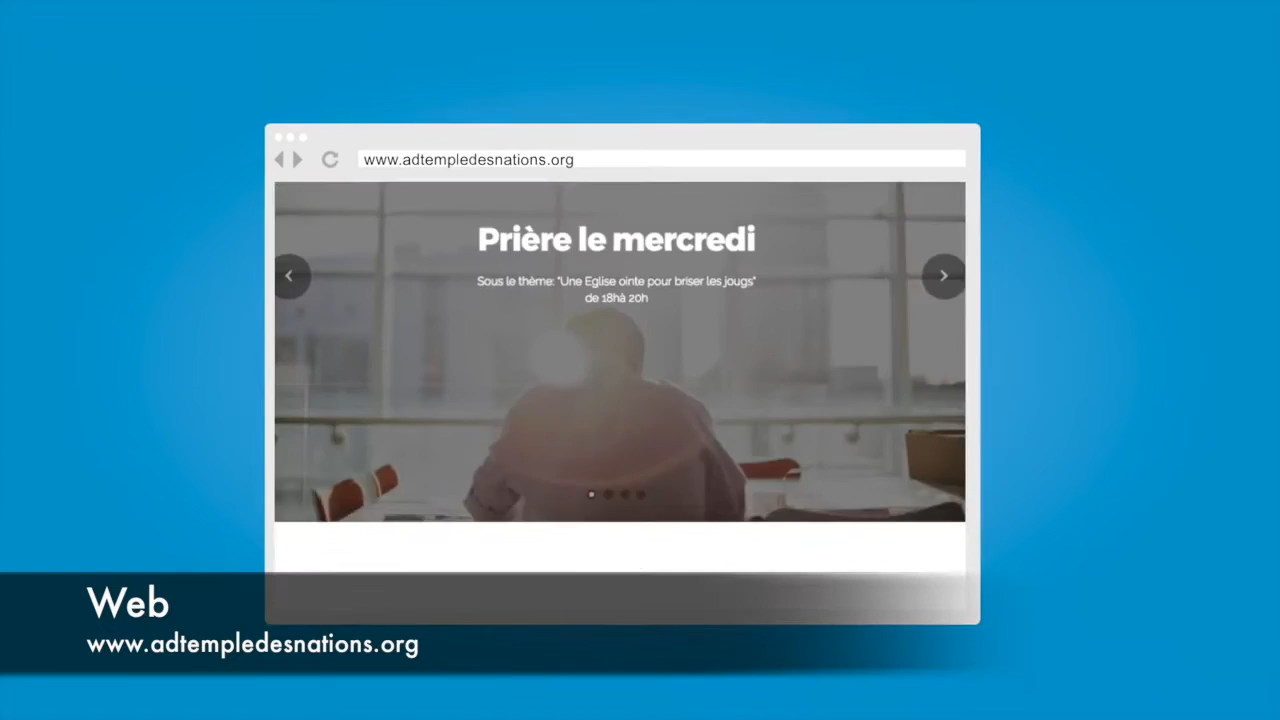 www.adtempledesnations.org
Prière le mercredi
Sous le thème: "Une Eglise ointe pour briser les jougs"
de 18hà 20h
Web
www.adtempledesnations.org